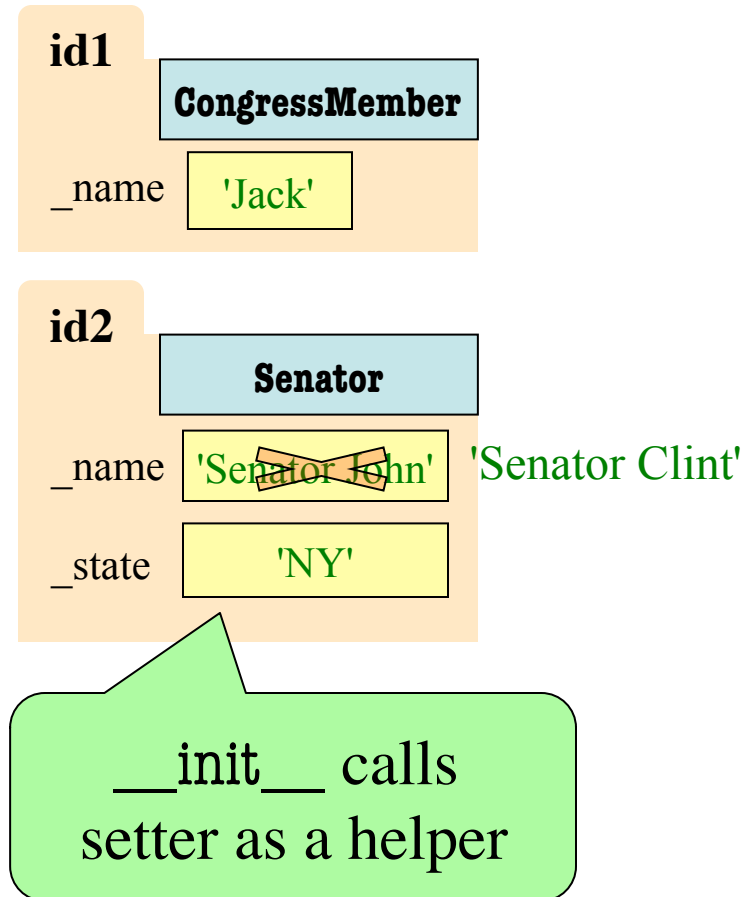 id1
CongressMember
_name 'Jack'
id2
Senator
_name 'Senator John' 'Senator Clint'
_state 'NY'
__init__ calls
setter as a helper